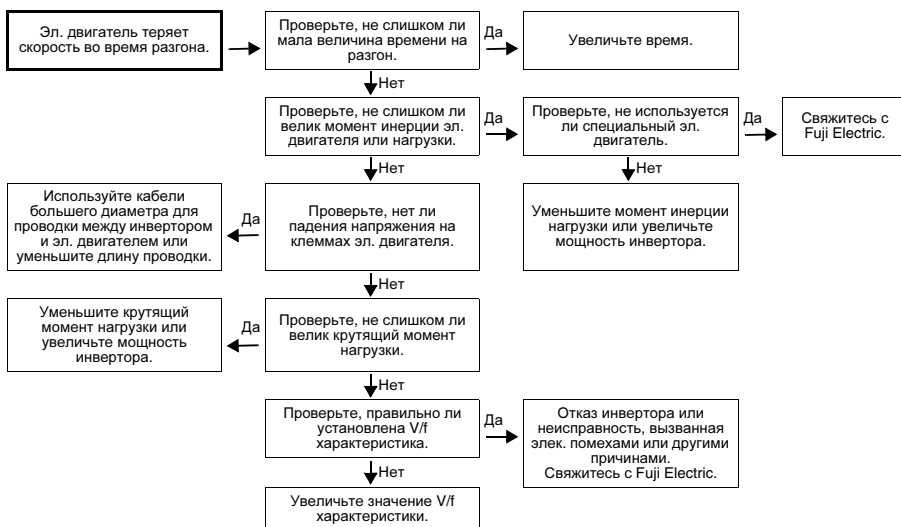 Эл. двигатель теряет
скорость во время разгона.
Проверьте, не слишком ли
мала величина времени на
разгон.
Да
Увеличьте время.
Нет
Проверьте, не слишком ли
велик момент инерции эл.
двигателя или нагрузки.
Да
Проверьте, не используется
ли специальный эл.
двигатель.
Да
Свяжитесь с
Fuji Electric.
Нет
Нет
Используйте кабели
большего диаметра для
проводки между инвертором
и эл. двигателем или
уменьшите длину проводки.
Да
Проверьте, нет ли
падения напряжения на
клеммах эл. двигателя.
Уменьшите момент инерции
нагрузки или увеличьте
мощность инвертора.
Нет
Уменьшите крутящий
момент нагрузки или
увеличьте мощность
инвертора.
Да
Проверьте, не слишком ли
велик крутящий момент
нагрузки.
Нет
Проверьте, правильно ли
установлена V/f
характеристика.
Да
Отказ инвертора или
неисправность, вызванная
элек. помехами или другими
причинами.
Свяжитесь с Fuji Electric.
Нет
Увеличьте значение V/f
характеристики.